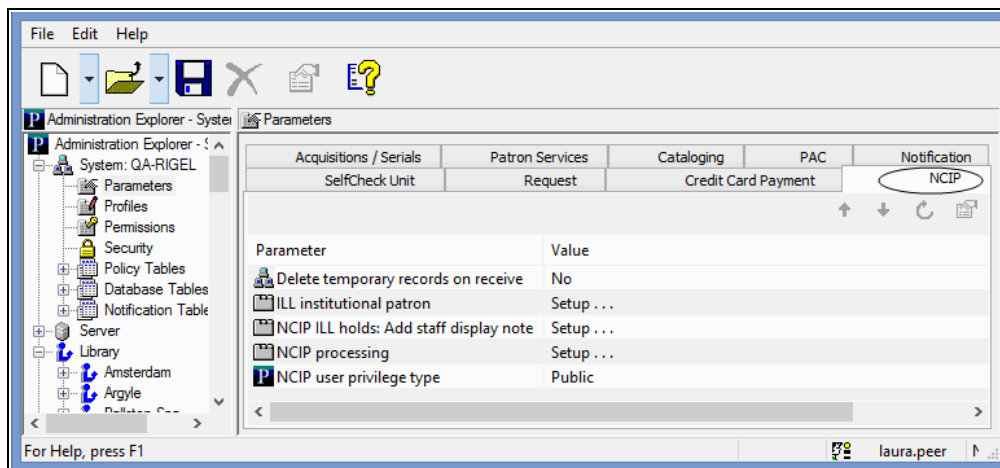 File Edit Help
Administration Explorer - Syster
Parameters
Administration Explorer - S
System: QA-RIGEL
Parameters
Profiles
Permissions
Security
Policy Tables
Database Tables
Notification Table
Server
Library
Amsterdam
Argyle
Acquisitions / Serials Patron Services Cataloging PAC Notification
SelfCheck Unit Request Credit Card Payment NCIP
Parameter Value
Delete temporary records on receive No
ILL institutional patron Setup . . .
NCIP ILL holds: Add staff display note Setup . . .
NCIP processing Setup . . .
NCIP user privilege type Public
For Help, press F1 laura.peer